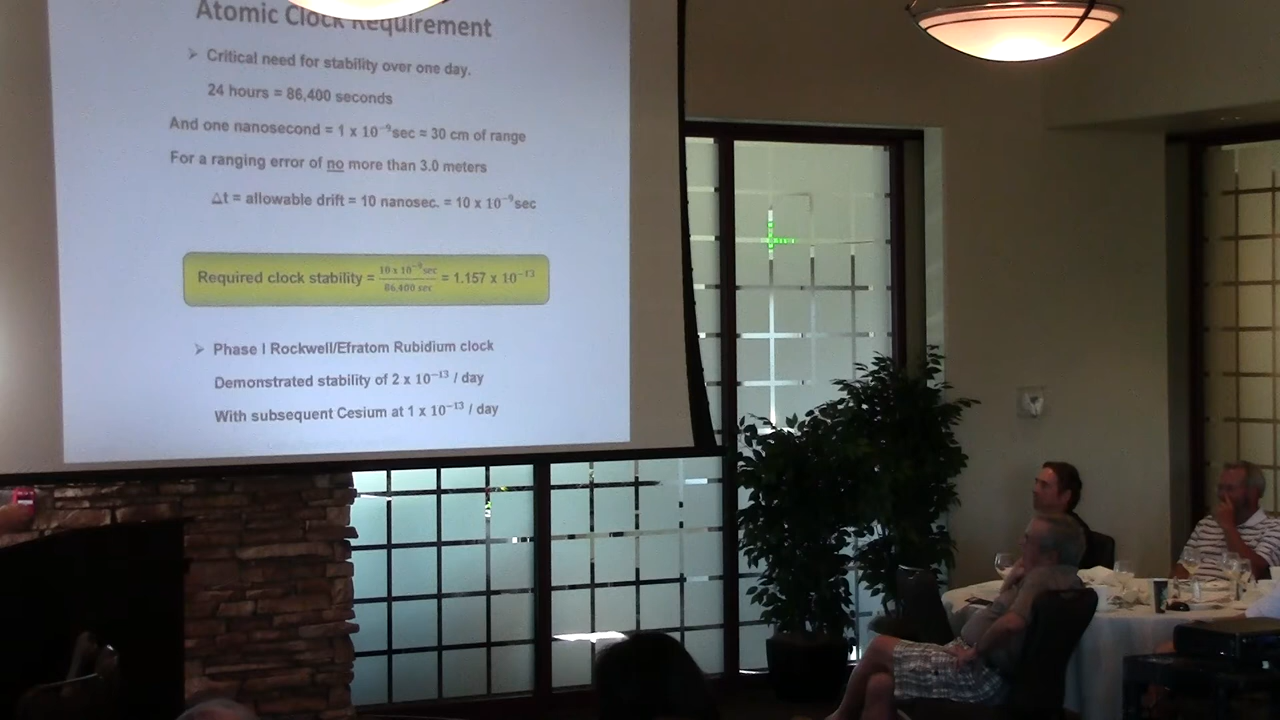 Atomic Clock Requirement
➢ Critical need for stability over one day.
24 hours = 86,400 seconds
And one nanosecond = 1 x 10⁻⁹sec = 30 cm of range
For a ranging error of no more than 3.0 meters
Δt = allowable drift = 10 nanosec. = 10 x 10⁻⁹sec
Required clock stability = 10 x 10⁻⁹sec / 86,400 sec = 1.157 x 10⁻¹³
➢ Phase I Rockwell/Efratom Rubidium clock
Demonstrated stability of 2 x 10⁻¹³ / day
With subsequent Cesium at 1 x 10⁻¹³ / day